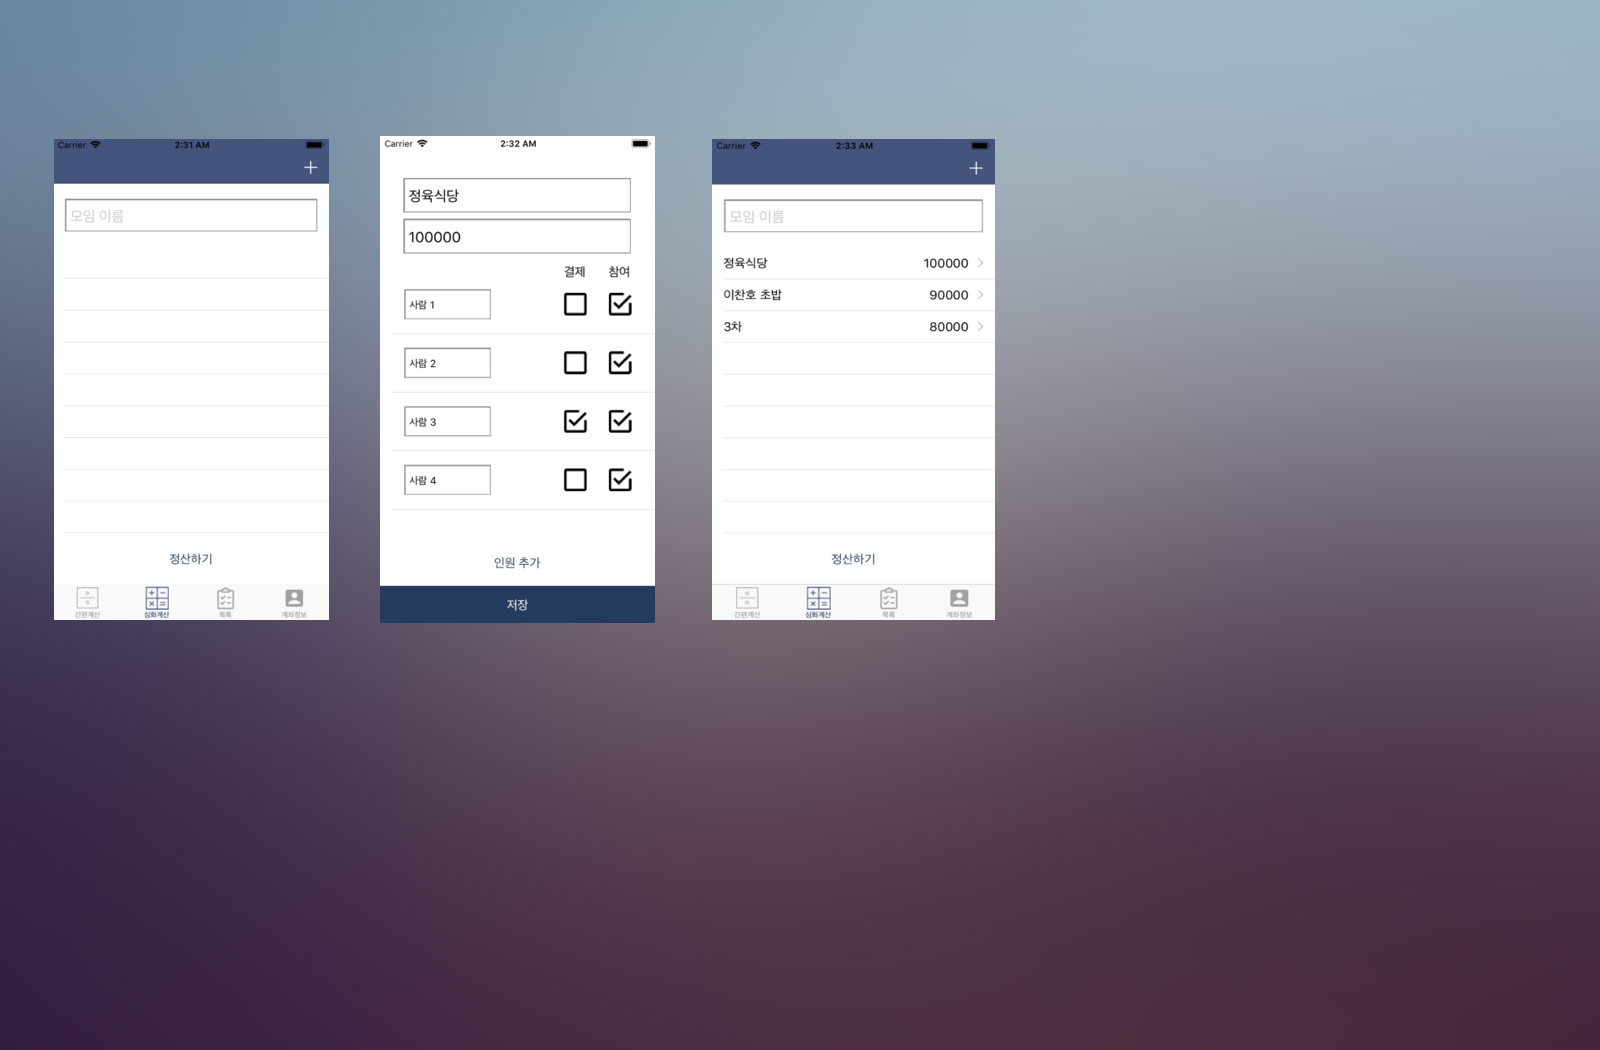 Carrier 2:31 AM
모임 이름
정산하기
간편계산 심화계산 목록 계좌정보
Carrier 2:32 AM
정육식당
100000
결제 참여
사람 1
사람 2
사람 3
사람 4
인원 추가
저장
Carrier 2:33 AM
모임 이름
정육식당 100000
이찬호 초밥 90000
3차 80000
정산하기
간편계산 심화계산 목록 계좌정보